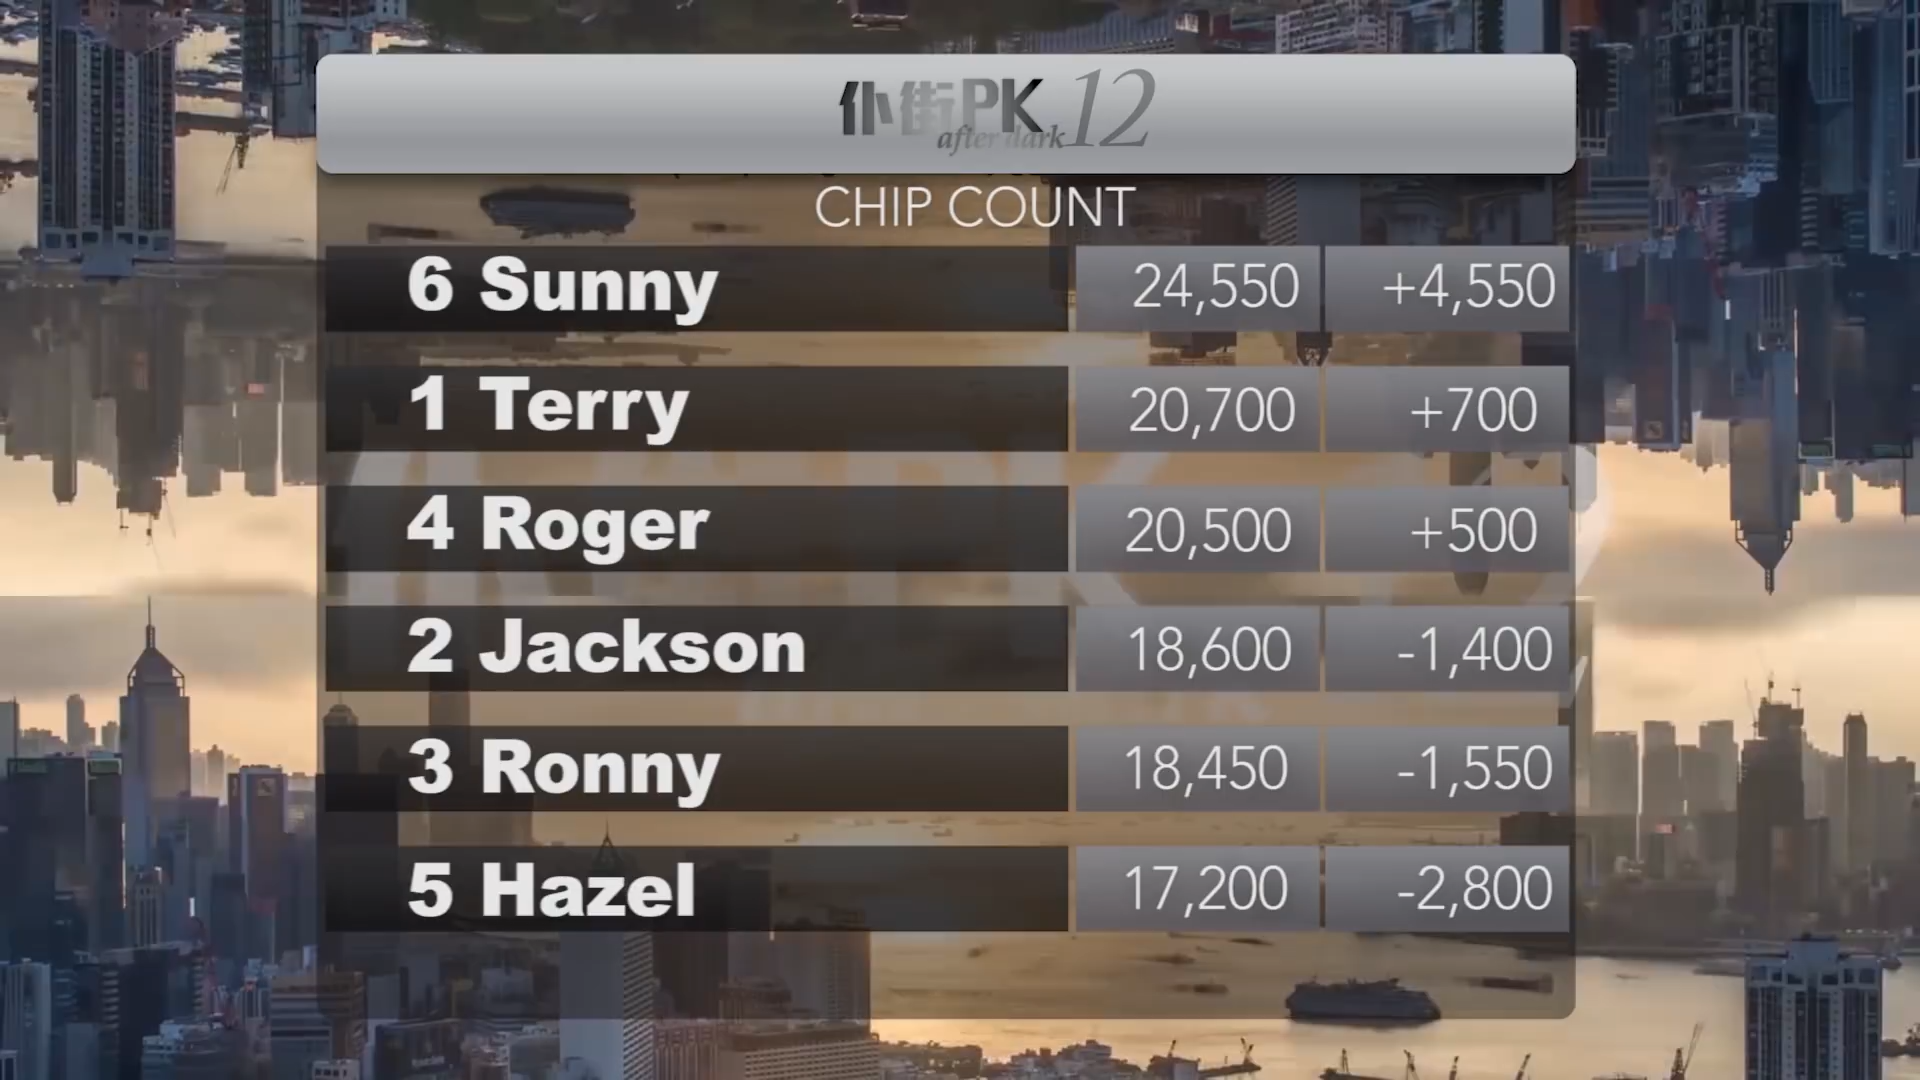 仆街PK 12
after dark
CHIP COUNT
6 Sunny 24,550 +4,550
1 Terry 20,700 +700
4 Roger 20,500 +500
2 Jackson 18,600 -1,400
3 Ronny 18,450 -1,550
5 Hazel 17,200 -2,800